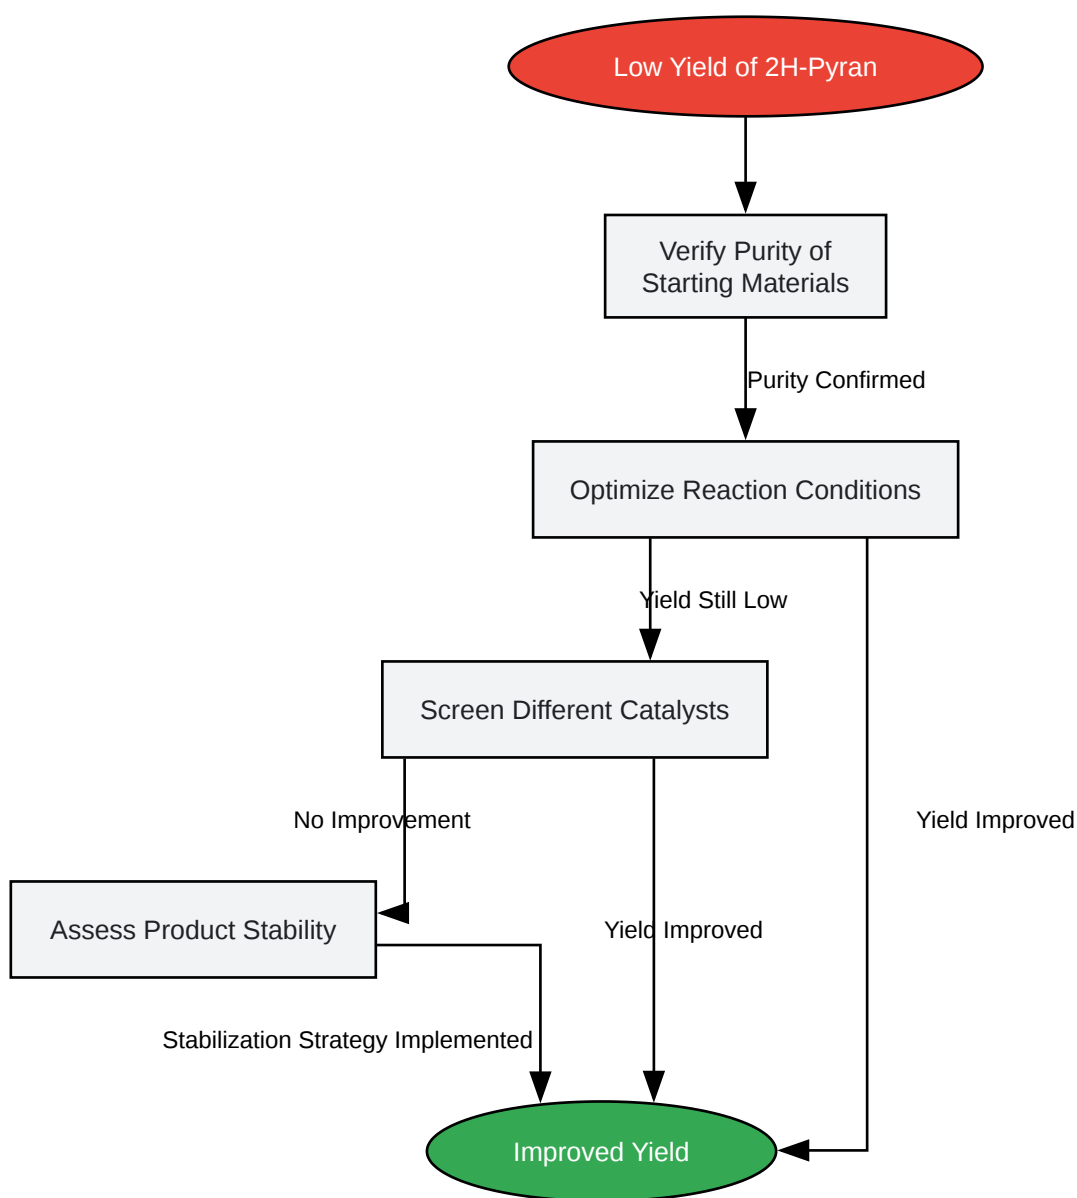 Low Yield of 2H-Pyran
Verify Purity of
Starting Materials
Purity Confirmed
Optimize Reaction Conditions
Yield Still Low
Screen Different Catalysts
No Improvement
Yield Improved
Assess Product Stability
Yield Improved
Stabilization Strategy Implemented
Improved Yield